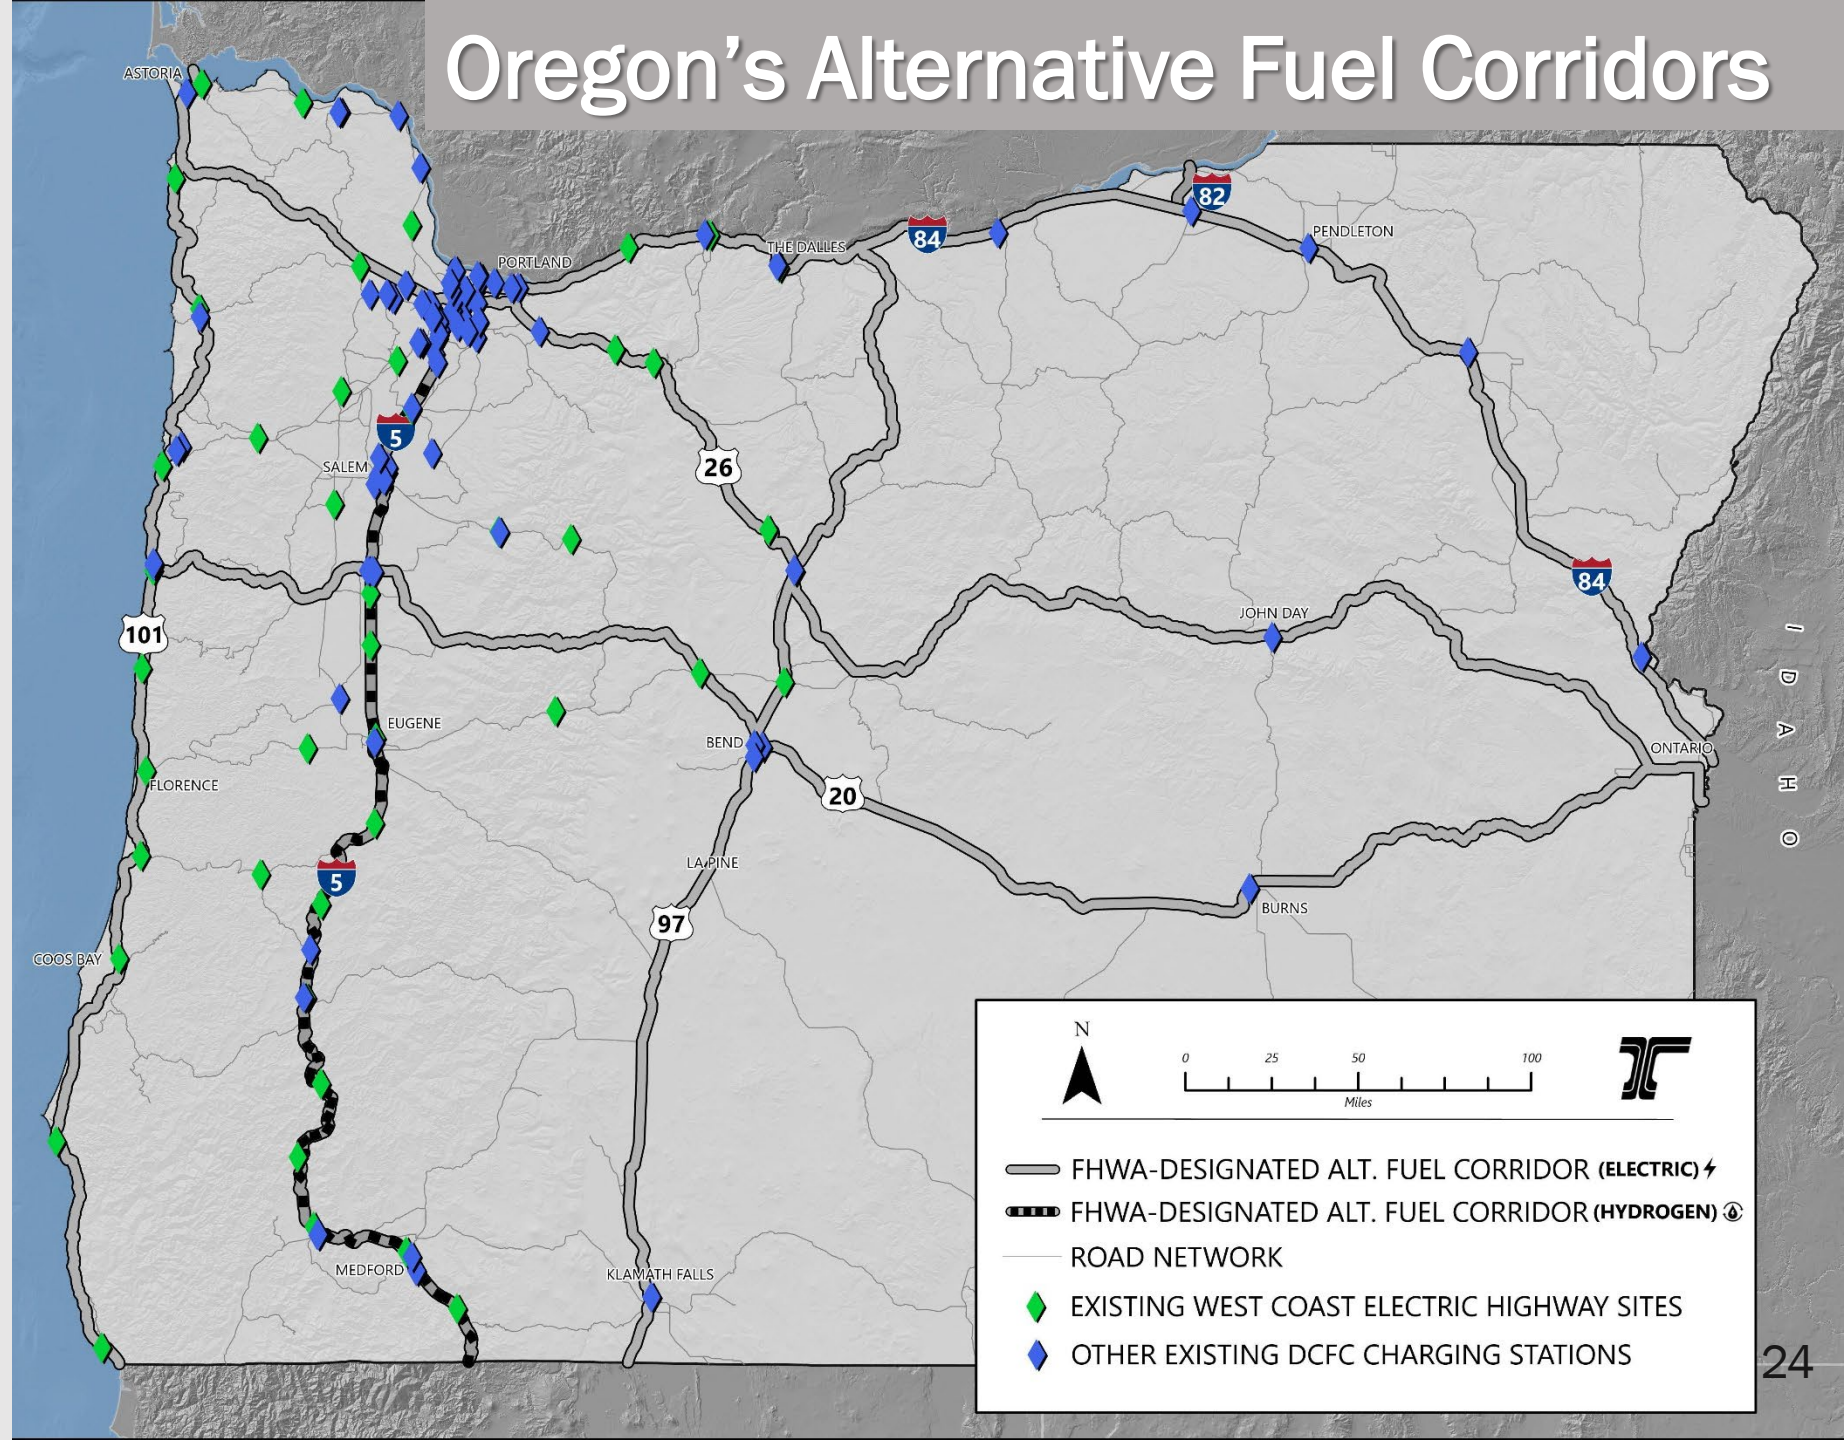 Oregon's Alternative Fuel Corridors
ASTORIA
82
84
PENDLETON
THE DALLES
PORTLAND
5
SALEM
26
84
JOHN DAY
101
I D A H O
EUGENE
BEND
ONTARIO
FLORENCE
20
LA PINE
5
97
BURNS
COOS BAY
MEDFORD
KLAMATH FALLS
N
0 25 50 100
Miles
FHWA-DESIGNATED ALT. FUEL CORRIDOR (ELECTRIC)
FHWA-DESIGNATED ALT. FUEL CORRIDOR (HYDROGEN)
ROAD NETWORK
EXISTING WEST COAST ELECTRIC HIGHWAY SITES
OTHER EXISTING DCFC CHARGING STATIONS
24